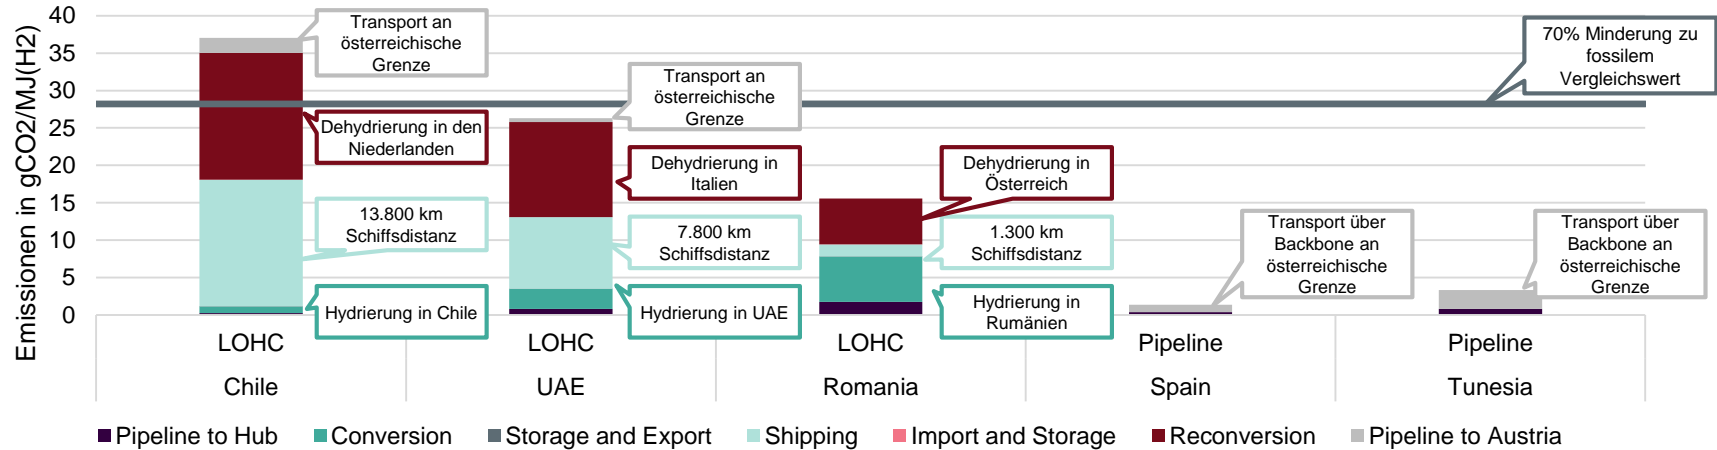 Emissionen in gCO2/MJ(H2)
40
35
30
25
20
15
10
5
0
Transport an
österreichische
Grenze
Dehydrierung in den
Niederlanden
13.800 km
Schiffsdistanz
Hydrierung in Chile
Transport an
österreichische
Grenze
Dehydrierung in
Italien
7.800 km
Schiffsdistanz
Hydrierung in UAE
Dehydrierung in
Österreich
1.300 km
Schiffsdistanz
Hydrierung in
Rumänien
Transport über
Backbone an
österreichische
Grenze
Transport über
Backbone an
österreichische
Grenze
70% Minderung zu
fossilem
Vergleichswert
LOHC
LOHC
LOHC
Pipeline
Pipeline
Chile
UAE
Romania
Spain
Tunesia
Pipeline to Hub
Conversion
Storage and Export
Shipping
Import and Storage
Reconversion
Pipeline to Austria